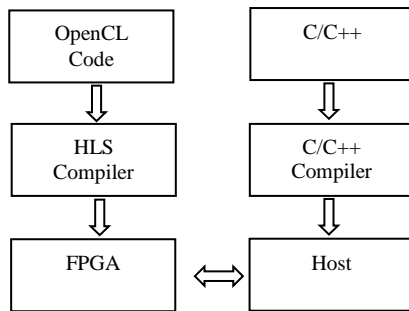 OpenCL
Code
C/C++
HLS
Compiler
C/C++
Compiler
FPGA
Host